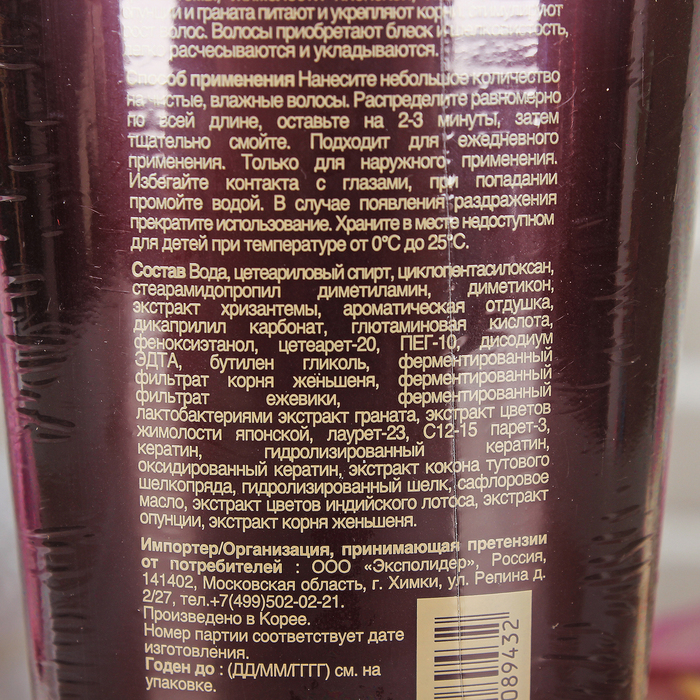 и граната питают и укрепляют
волос. Волосы приобретают блеск и
расчесываются и укладываются.
Способ применения Нанесите небольшое количество
на чистые, влажные волосы. Распределите равномерно
по всей длине, оставьте на 2-3 минуты, затем
тщательно смойте. Подходит для ежедневного
применения. Только для наружного применения.
Избегайте контакта с глазами, при попадании
промойте водой. В случае появления раздражения
прекратите использование. Храните в месте недоступном
для детей при температуре от 0°С до 25°С.
Состав Вода, цетеариловый спирт, циклопентасилоксан,
стеарамидопропил диметиламин, диметикон,
экстракт хризантемы, ароматическая отдушка,
дикаприлил карбонат, глютаминовая кислота,
феноксиэтанол, цетеарет-20, ПЕГ-10, дисодиум
ЭДТА, бутилен гликоль, ферментированный
фильтрат корня женьшеня, ферментированный
фильтрат ежевики, ферментированный
лактобактериями экстракт граната, экстракт цветов
жимолости японской, лаурет-23, С12-15 парет-3,
кератин, гидролизированный кератин,
оксидированный кератин, экстракт кокона тутового
шелкопряда, гидролизированный шелк, сафлоровое
масло, экстракт цветов индийского лотоса, экстракт
опунции, экстракт корня женьшеня.
Импортер/Организация, принимающая претензии
от потребителей : ООО «Эксполидер», Россия,
141402, Московская область, г. Химки, ул. Репина д.
2/27, тел.+7(499)502-02-21.
Произведено в Корее.
Номер партии соответствует дате
изготовления.
Годен до : (ДД/ММ/ГГГГ) см. на
упаковке.
089432